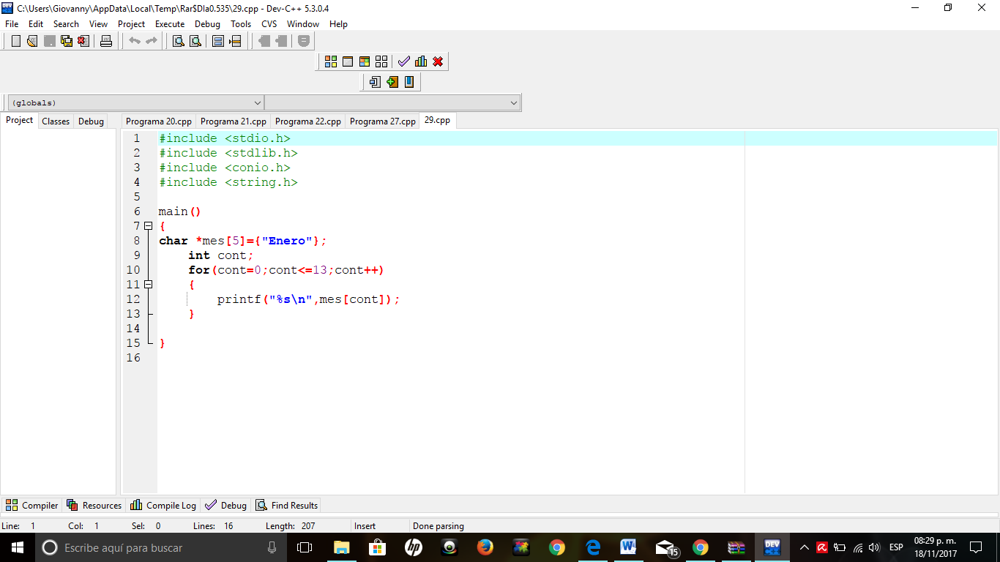 C:\Users\Giovanny\AppData\Local\Temp\Rar$DIa0.535\29.cpp - Dev-C++ 5.3.0.4
File Edit Search View Project Execute Debug Tools CVS Window Help
(globals)
Project Classes Debug Programa 20.cpp Programa 21.cpp Programa 22.cpp Programa 27.cpp 29.cpp
1 #include <stdio.h>
2 #include <stdlib.h>
3 #include <conio.h>
4 #include <string.h>
5
6 main()
7 {
8 char *mes[5]={"Enero"};
9 int cont;
10 for(cont=0;cont<=13;cont++)
11 {
12 printf("%s\n",mes[cont]);
13 }
14
15 }
16
Compiler Resources Compile Log Debug Find Results
Line: 1 Col: 1 Sel: 0 Lines: 16 Length: 207 Insert Done parsing
Escribe aquí para buscar
hp
W
15
DEV
ESP
08:29 p. m.
18/11/2017